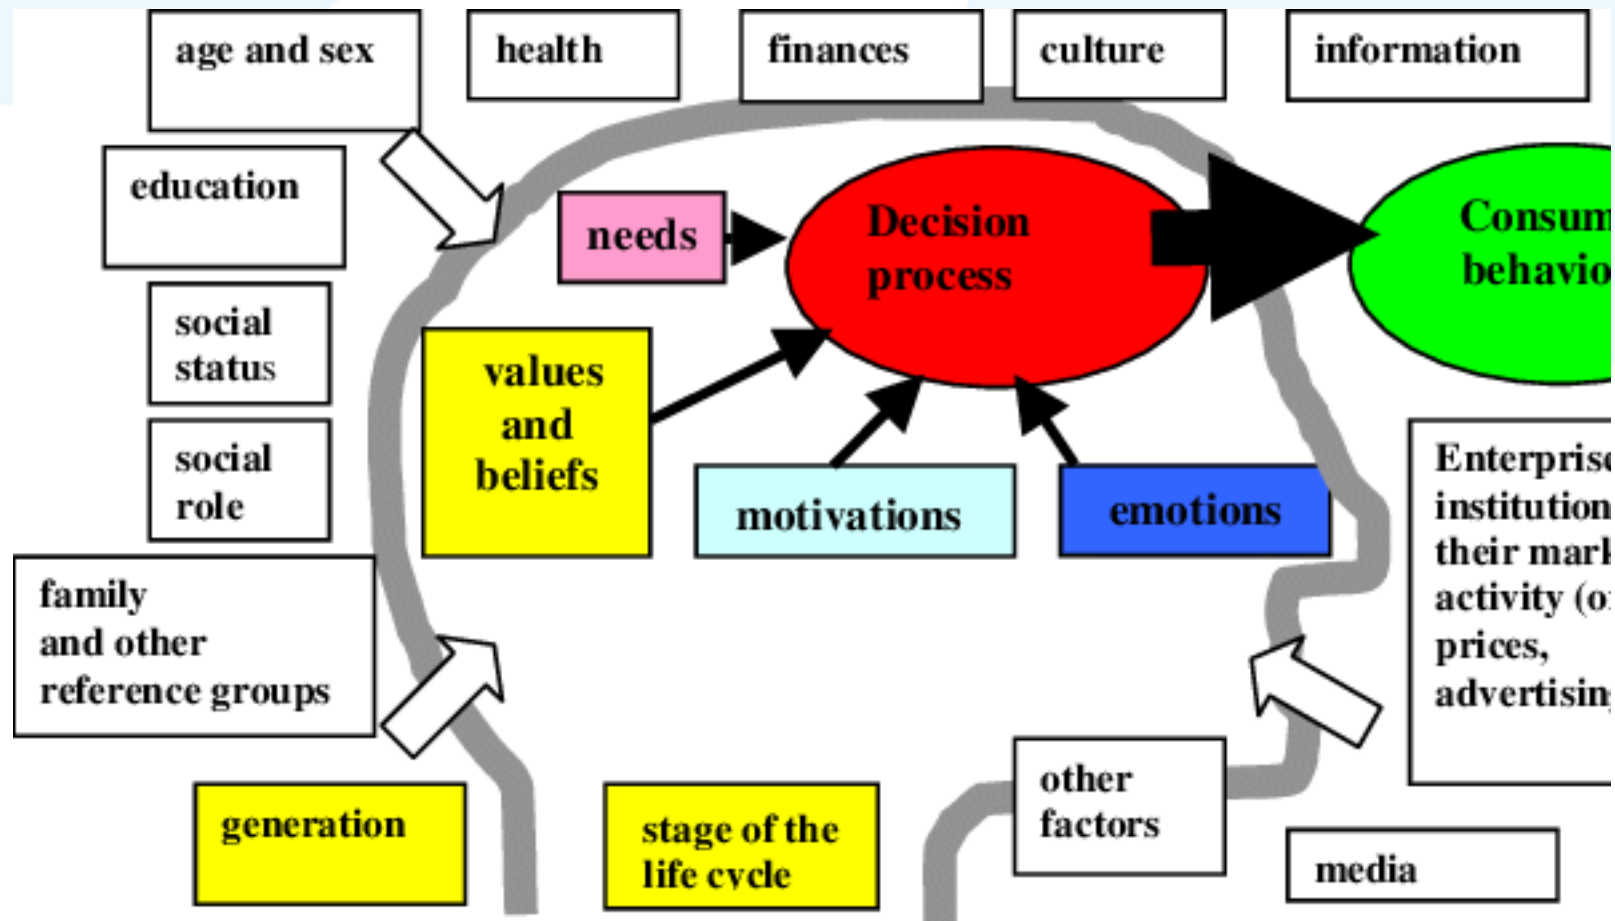 age and sex
health
finances
culture
information
education
needs
Decision
process
Consum
behavio
social
status
values
and
beliefs
social
role
motivations
emotions
Enterprise
institution
their mark
activity (o
prices,
advertising
family
and other
reference groups
generation
stage of the
life cycle
other
factors
media